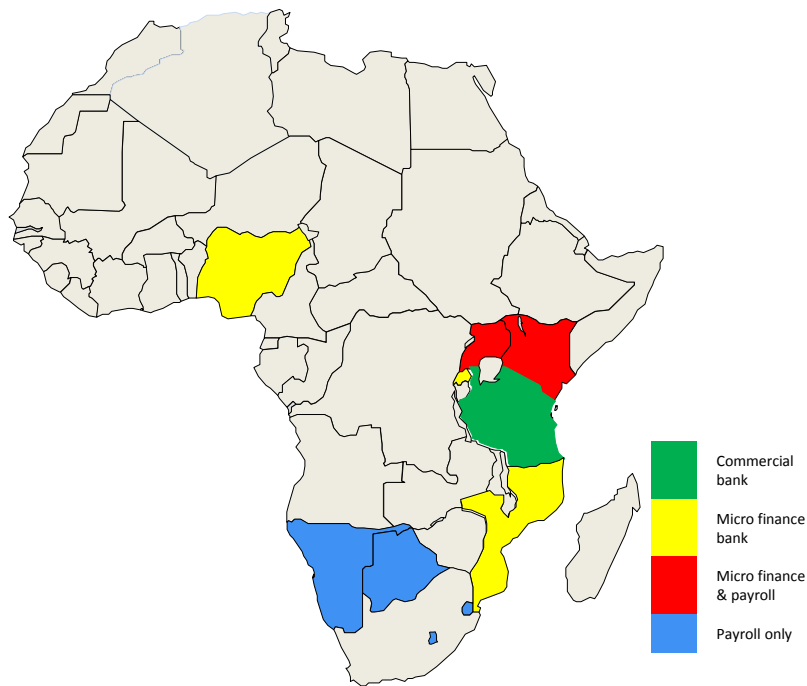 Commercial
bank
Micro finance
bank
Micro finance
& payroll
Payroll only